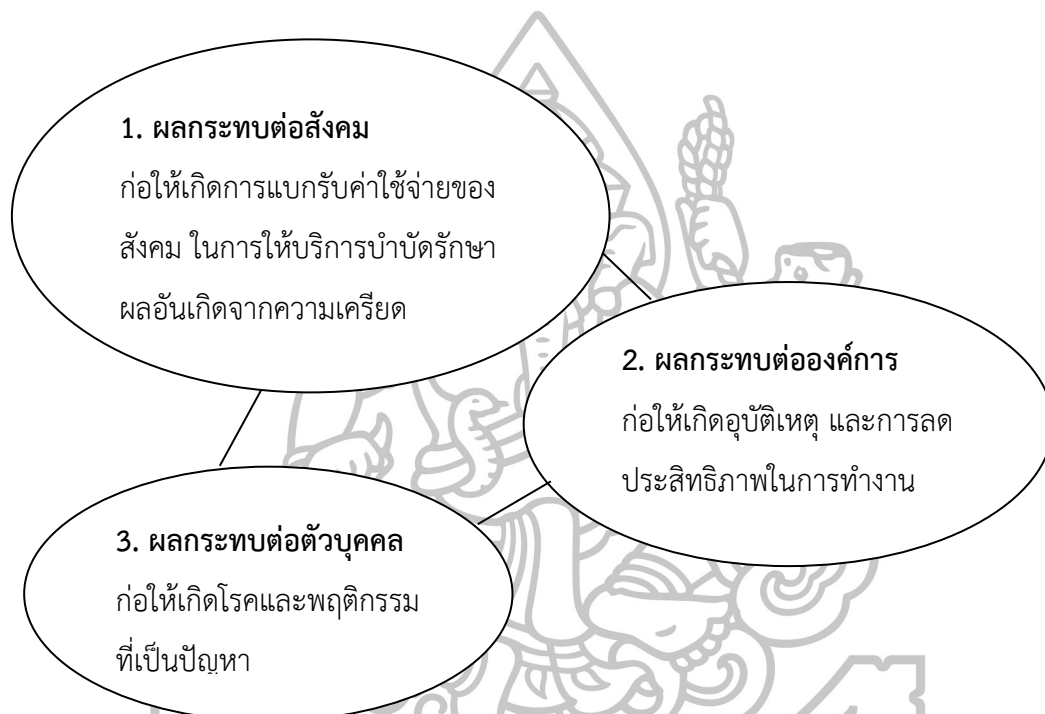 1. ผลกระทบต่อสังคม
ก่อให้เกิดการแบกรับค่าใช้จ่ายของ
สังคม ในการให้บริการบำบัดรักษา
ผลอันเกิดจากความเครียด
2. ผลกระทบต่อองค์การ
ก่อให้เกิดอุบัติเหตุ และการลด
ประสิทธิภาพในการทำงาน
3. ผลกระทบต่อตัวบุคคล
ก่อให้เกิดโรคและพฤติกรรม
ที่เป็นปัญหา